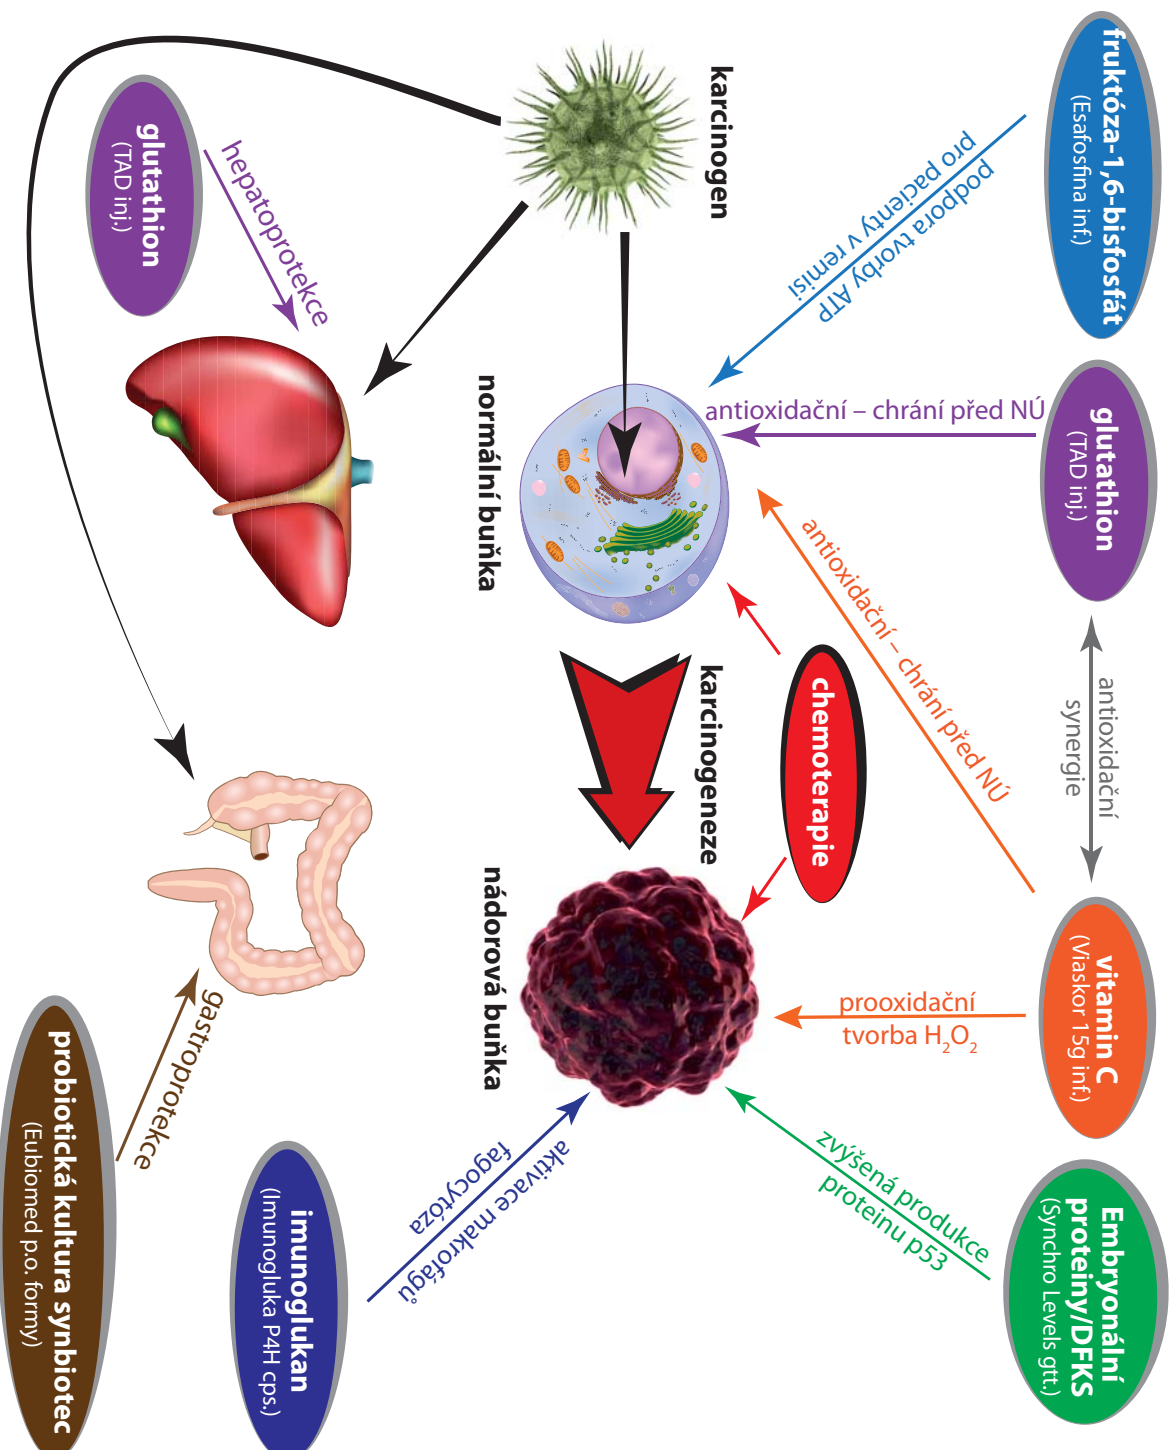 karcinogen
fruktóza-1,6-bisfosfát
(Esafosfina inf.)
podpora tvorby ATP
pro pacienty v remisi
glutathion
(TAD inj.)
hepatoprotekce
normální buňka
antioxidační – chrání před NÚ
glutathion
(TAD inj.)
antioxidační – chrání před NÚ
antioxidační
synergie
karcinogeneze
chemoterapie
nádorová buňka
prooxidační
tvorba H₂O₂
vitamin C
(Viaskor 15g inf.)
gastroprotekce
probiotická kultura synbiotec
(Eubiomed p.o. formy)
imunoglukan
(Imunogluka P4H cps.)
aktivace makrofágů
fagocytóza
zvýšená produkce
proteinu p53
Embryonální
proteiny/DFKS
(Synchro Levels gtt.)